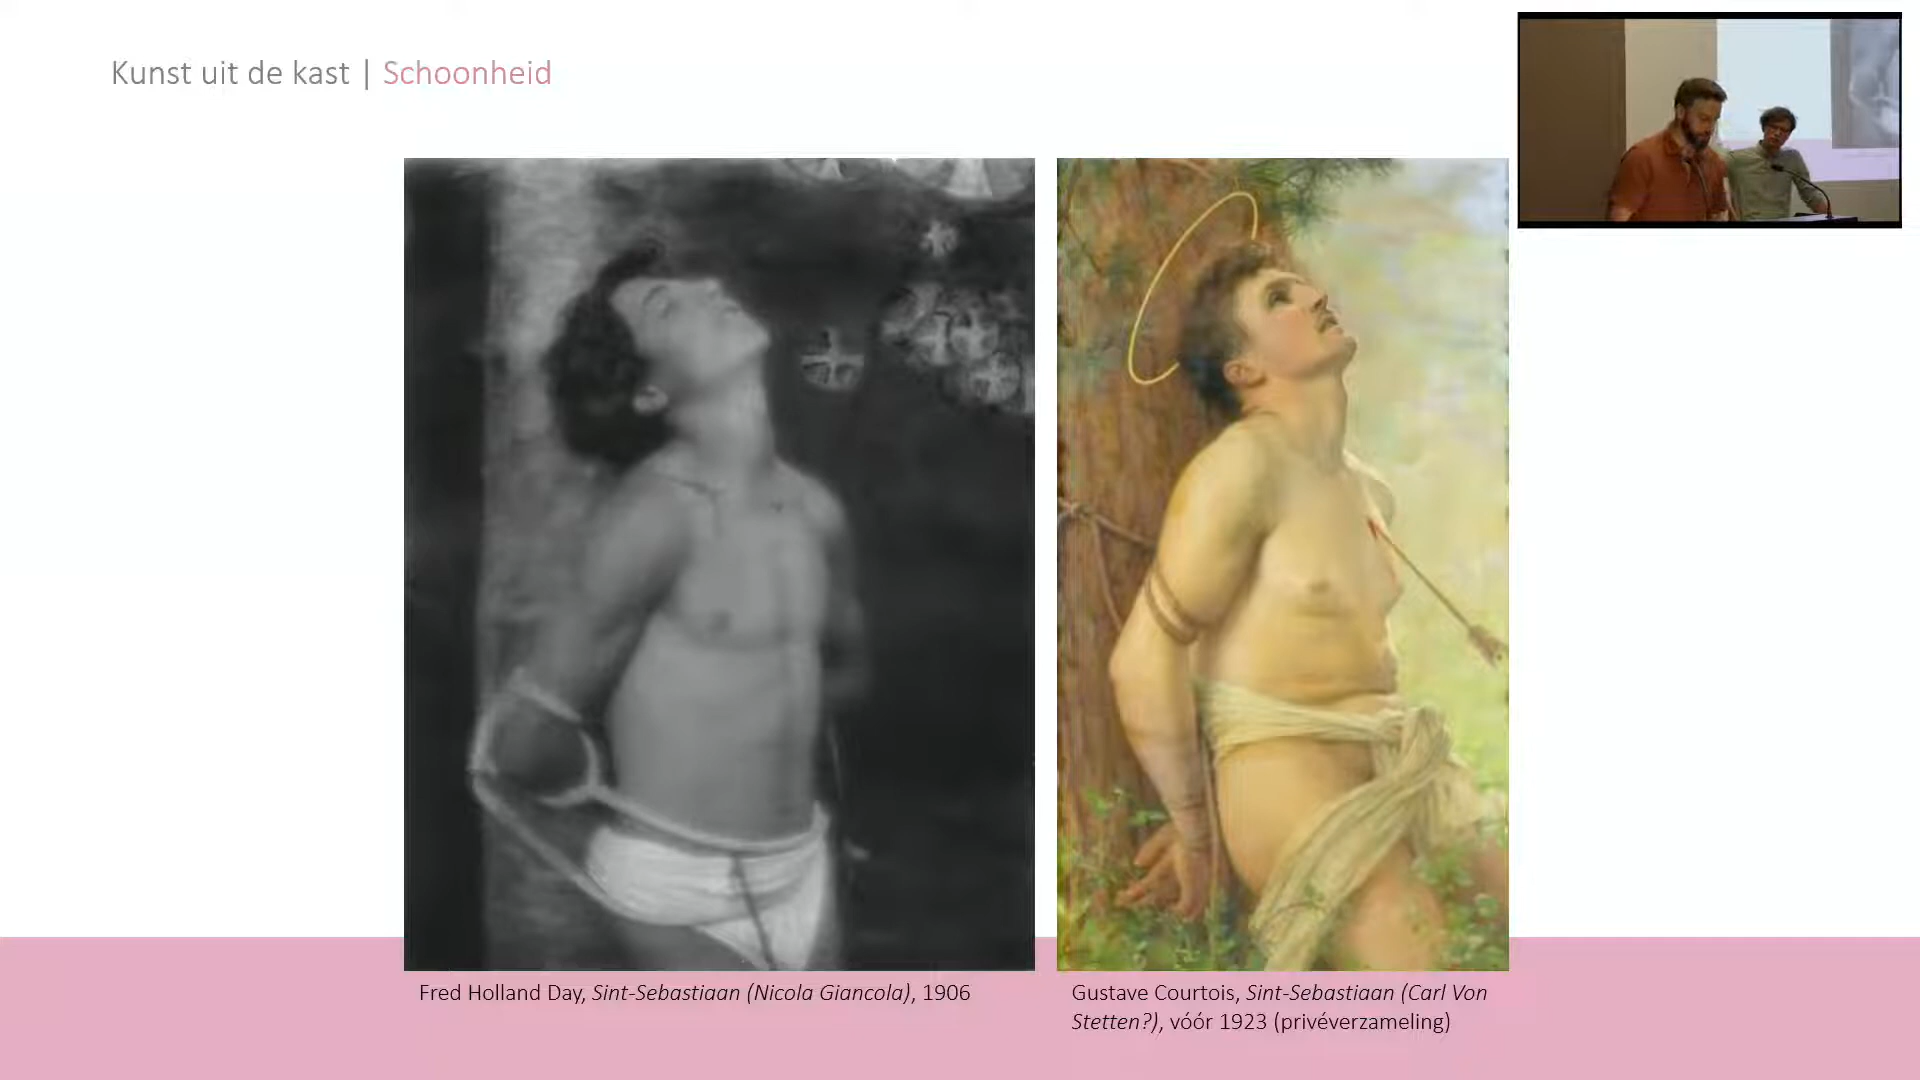 Kunst uit de kast | Schoonheid
Fred Holland Day, Sint-Sebastiaan (Nicola Giancola), 1906
Gustave Courtois, Sint-Sebastiaan (Carl Von
Stetten?), vóór 1923 (privéverzameling)